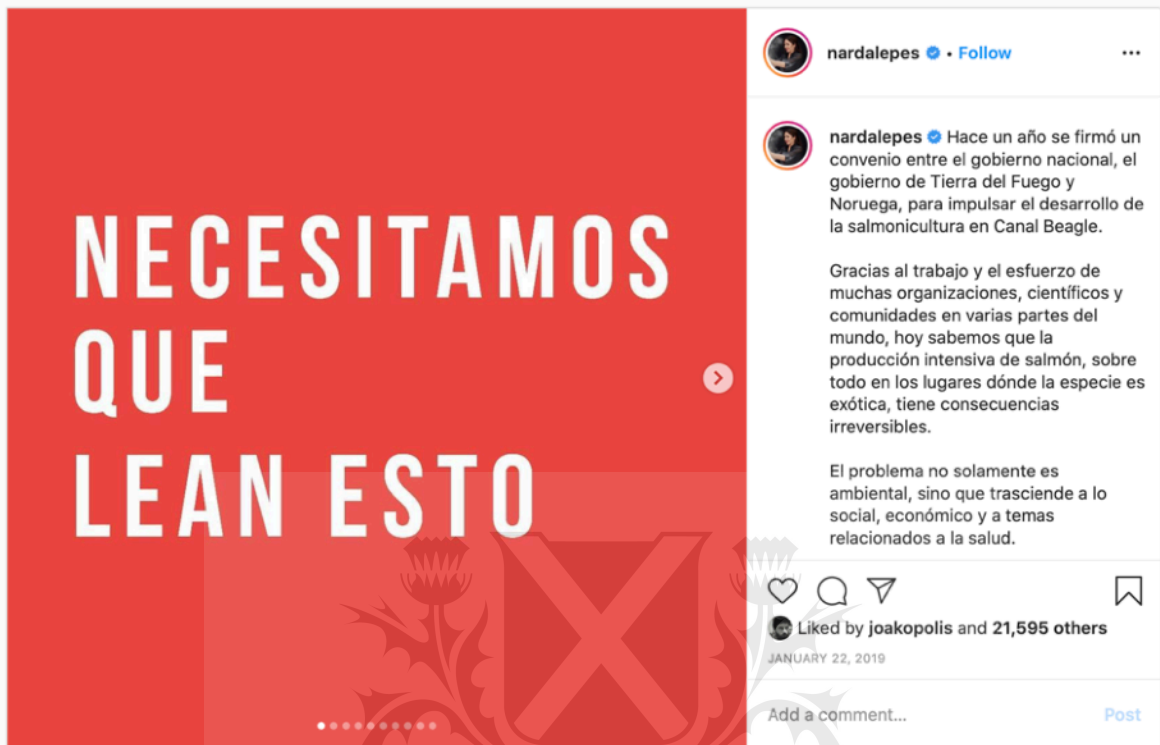 NECESITAMOS
QUE
LEAN ESTO
nardalepes • Follow
nardalepes Hace un año se firmó un
convenio entre el gobierno nacional, el
gobierno de Tierra del Fuego y
Noruega, para impulsar el desarrollo de
la salmonicultura en Canal Beagle.
Gracias al trabajo y el esfuerzo de
muchas organizaciones, científicos y
comunidades en varias partes del
mundo, hoy sabemos que la
producción intensiva de salmón, sobre
todo en los lugares dónde la especie es
exótica, tiene consecuencias
irreversibles.
El problema no solamente es
ambiental, sino que trasciende a lo
social, económico y a temas
relacionados a la salud.
Liked by joakopolis and 21,595 others
JANUARY 22, 2019
Add a comment... Post